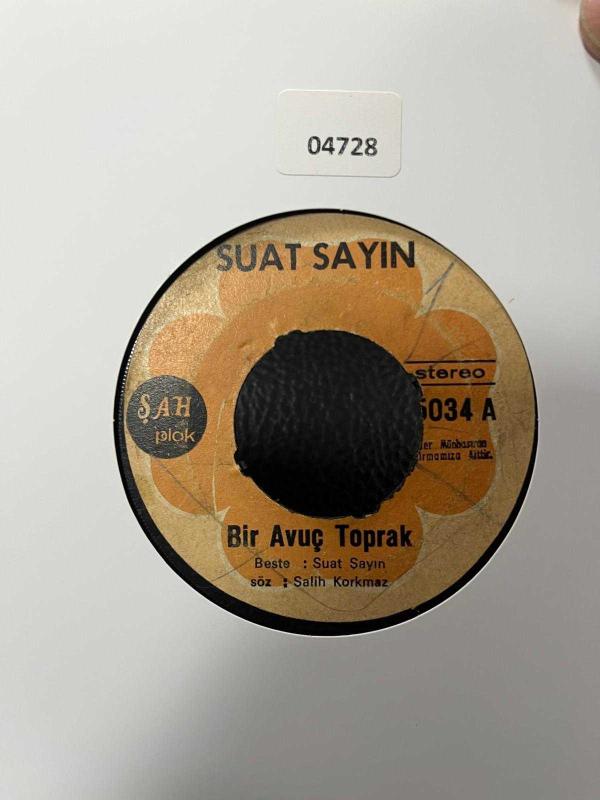 04728
SUAT SAYIN
stereo
ŞAH
plak
5034 A
Bir Avuç Toprak
Beste : Suat Sayın
söz : Salih Korkmaz